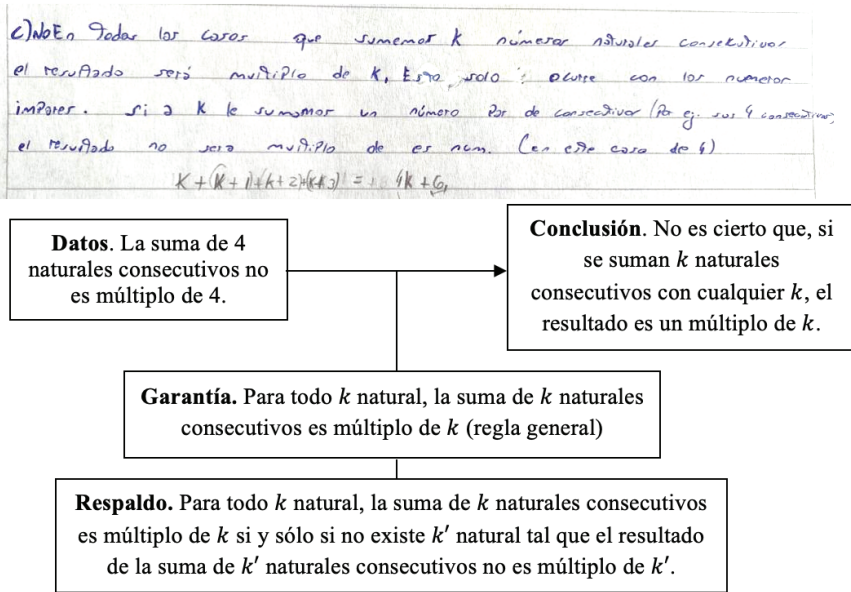 c) No En Todos los casos que sumemos K números naturales consekutivos
el resultado será multiplo de K, Esto solo ocurre con los numeros
impares. Si a K le sumamos un número Par de consecutivos (Por ej. sus 4 consecutivos)
el resultado no sera multiplo de es num. (en este caso de 4)
K + (K + 1)+(k+2)+(k+3) = 4K + 6
Datos. La suma de 4
naturales consecutivos no
es múltiplo de 4.
Conclusión. No es cierto que, si
se suman k naturales
consecutivos con cualquier k, el
resultado es un múltiplo de k.
Garantía. Para todo k natural, la suma de k naturales
consecutivos es múltiplo de k (regla general)
Respaldo. Para todo k natural, la suma de k naturales consecutivos
es múltiplo de k si y sólo si no existe k′ natural tal que el resultado
de la suma de k′ naturales consecutivos no es múltiplo de k′.